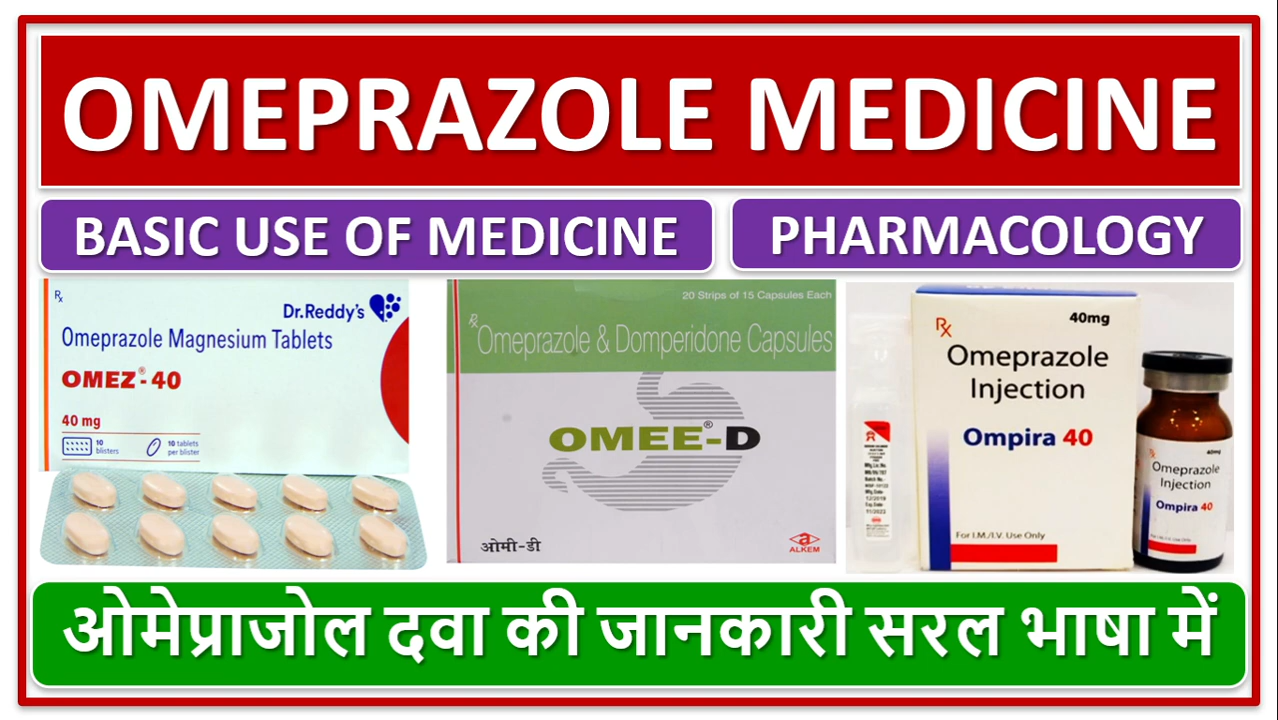 OMEPRAZOLE MEDICINE
BASIC USE OF MEDICINE
PHARMACOLOGY
Rx
Dr.Reddy's
Omeprazole Magnesium Tablets
OMEZ®-40
40 mg
10 blisters
10 tablets per blister
20 Strips of 15 Capsules Each
Rx
Omeprazole & Domperidone Capsules
OMEE®-D
ओमी-डी
ALKEM
40mg
Rx
Omeprazole
Injection
Ompira 40
For I.M./I.V. Use Only
40mg
Rx
Omeprazole
Injection
Ompira 40
ओमेप्राजोल दवा की जानकारी सरल भाषा में